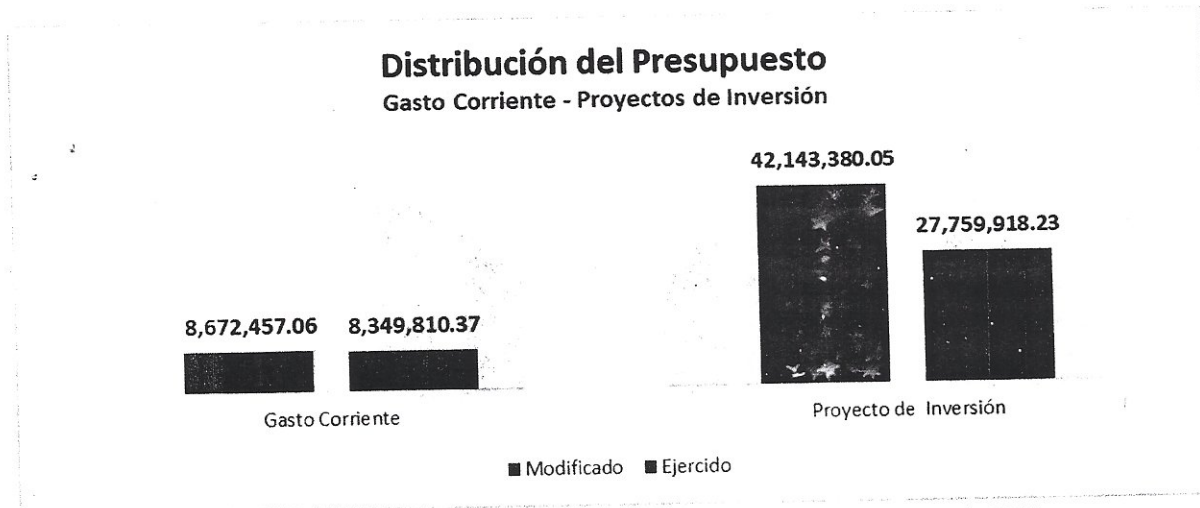 Distribución del Presupuesto
Gasto Corriente - Proyectos de Inversión
42,143,380.05
27,759,918.23
8,672,457.06 8,349,810.37
Gasto Corriente
Proyecto de Inversión
Modificado Ejercido